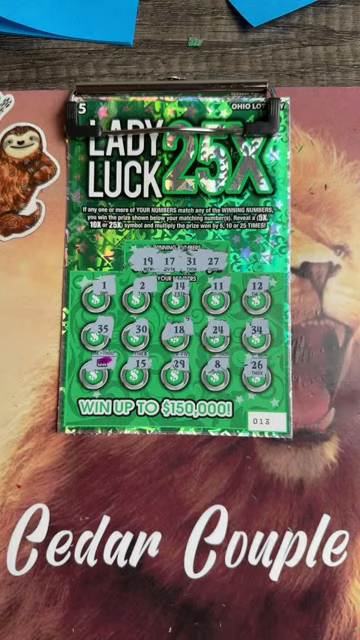 5
OHIO LOTTERY
LADY
LUCK
25X
If any one or more of YOUR NUMBERS match any of the WINNING NUMBERS,
you win the prize shown below your matching number(s). Reveal a (5X,
10X or 25X) symbol and multiply the prize won by 5, 10 or 25 TIMES!
WINNING NUMBERS
19 17 31 27
YOUR NUMBERS
1 2 14 11 12
35 30 18 24 34
15 29 8 26
WIN UP TO $150,000!
013
Cedar Couple